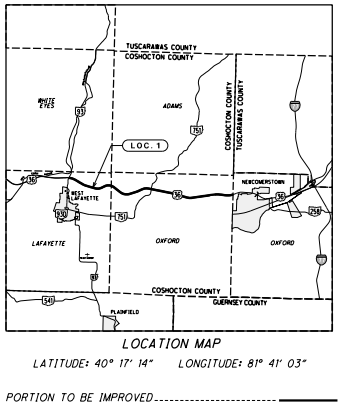 TUSCARAWAS COUNTY
COSHOCTON COUNTY
WHITE
EYES
ADAMS
93
751
COSHOCTON COUNTY
TUSCARAWAS COUNTY
LOC. 1
36
WEST
LAFAYETTE
36
NEWCOMERSTOWN
36
930
751
258
LAFAYETTE
OXFORD
OXFORD
93
COSHOCTON COUNTY
GUERNSEY COUNTY
541
PLAINFIELD
LOCATION MAP
LATITUDE: 40° 17' 14" LONGITUDE: 81° 41' 03"
PORTION TO BE IMPROVED